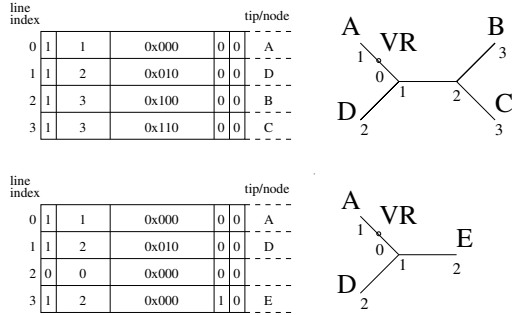 line
index
tip/node
0 1 1 0x000 0 0 A
1 1 2 0x010 0 0 D
2 1 3 0x100 0 0 B
3 1 3 0x110 0 0 C
A
VR
B
1
0
3
1
2
D
2
C
3
line
index
tip/node
0 1 1 0x000 0 0 A
1 1 2 0x010 0 0 D
2 0 0 0x000 0 0
3 1 2 0x000 1 0 E
A
VR
1
0
E
1
2
D
2